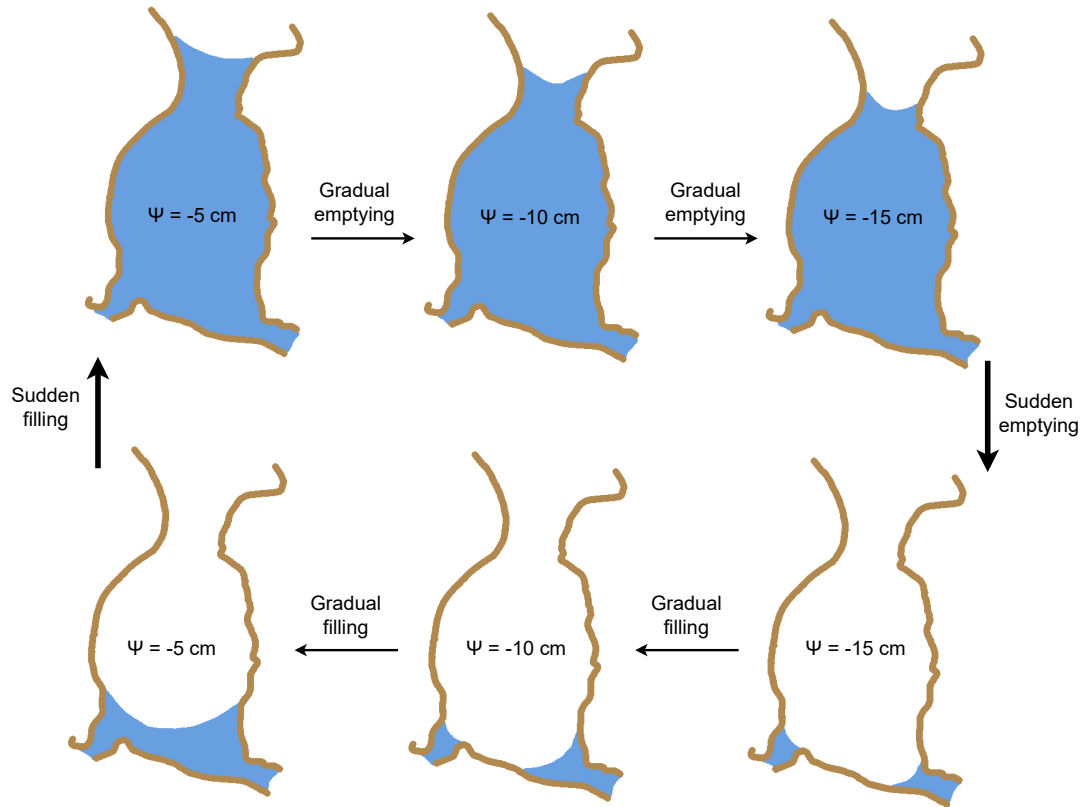 Ψ = -5 cm
Gradual
emptying
Ψ = -10 cm
Gradual
emptying
Ψ = -15 cm
Sudden
filling
Sudden
emptying
Ψ = -5 cm
Gradual
filling
Ψ = -10 cm
Gradual
filling
Ψ = -15 cm